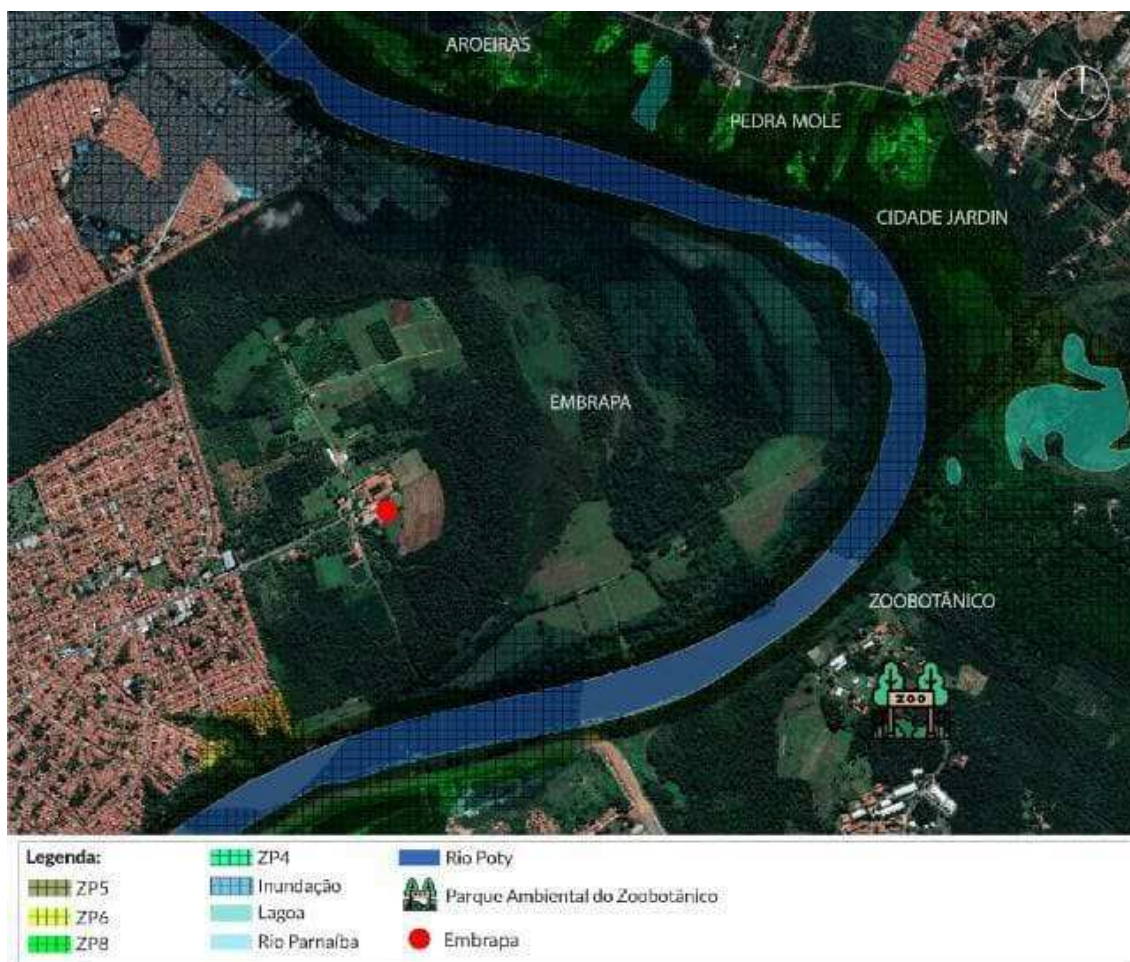 AROEIRAS
PEDRA MOLE
CIDADE JARDIN
EMBRAPA
ZOOBOTÂNICO
ZOO
Legenda:
ZP5
ZP6
ZP8
ZP4
Inundação
Lagoa
Rio Parnaíba
Rio Poty
Parque Ambiental do Zoobotânico
Embrapa